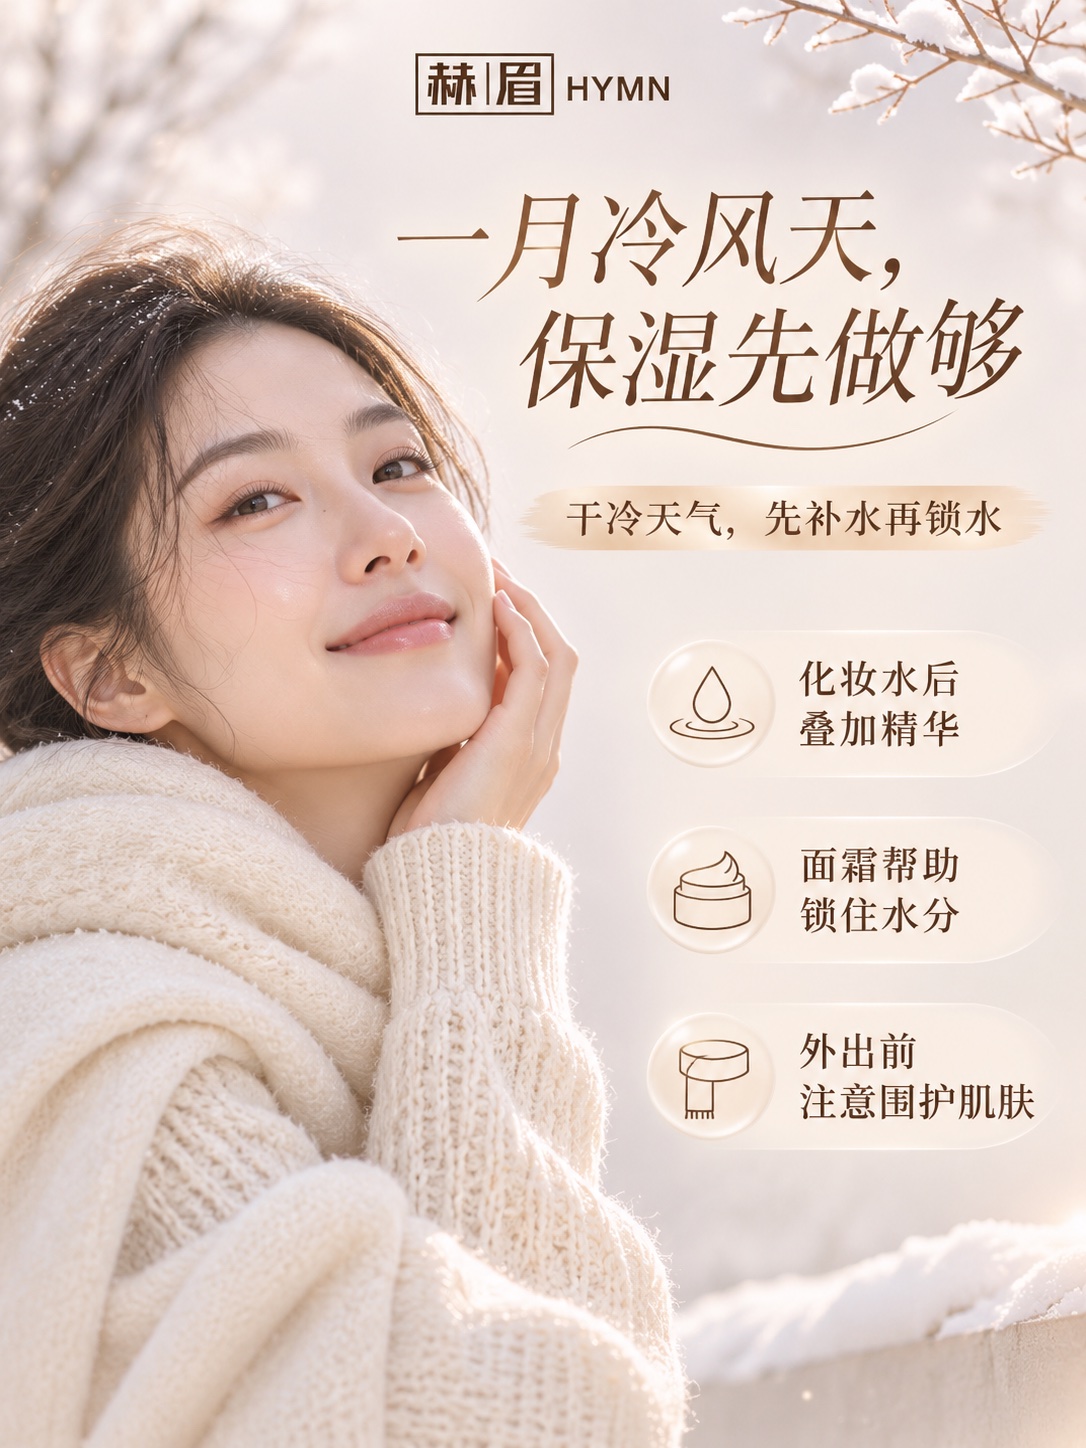 赫眉 HYMN
一月冷风天，
保湿先做够
干冷天气，先补水再锁水
化妆水后
叠加精华
面霜帮助
锁住水分
外出前
注意围护肌肤